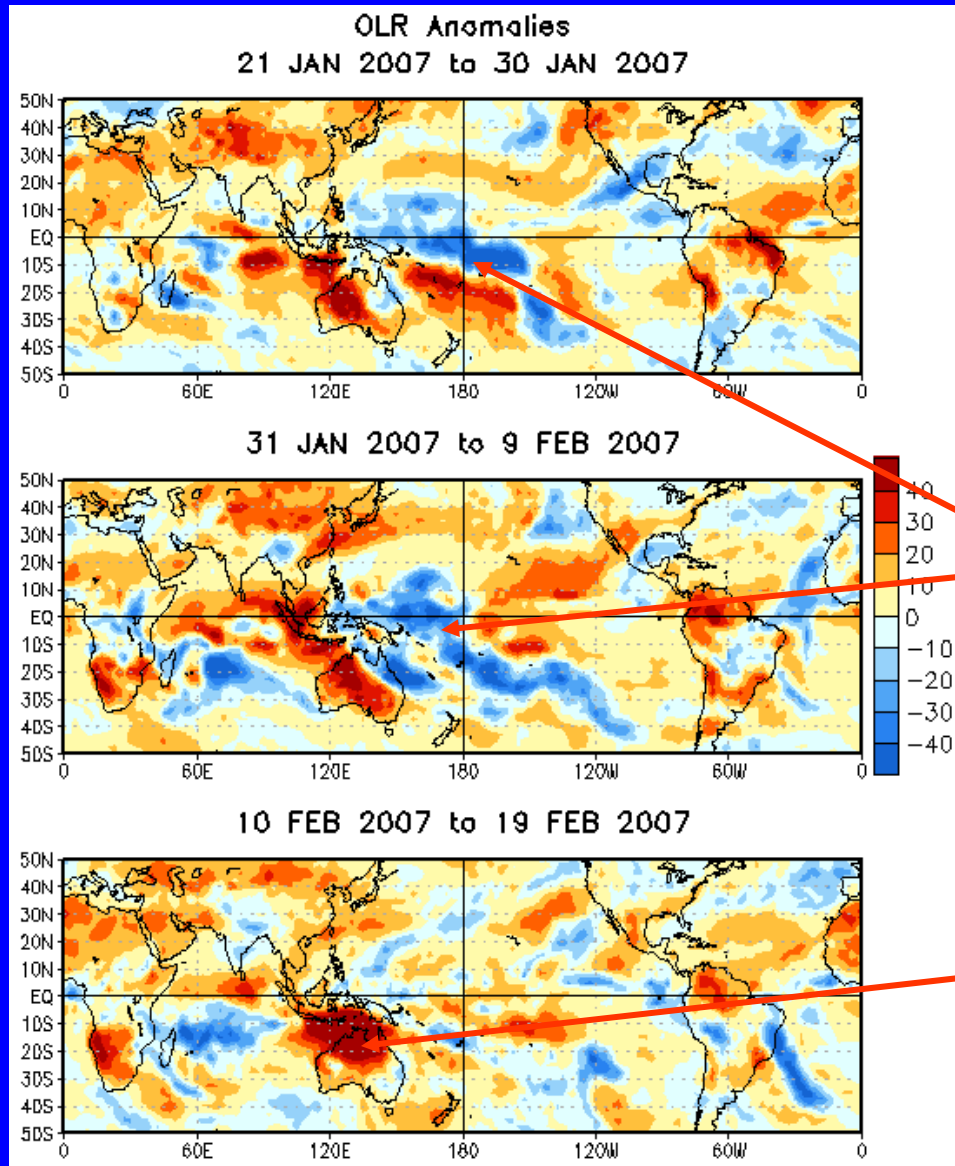 OLR Anomalies
21 JAN 2007 to 30 JAN 2007
50N
40N
30N
20N
10N
EQ
10S
20S
30S
40S
50S
0 60E 120E 180 120W 60W 0
31 JAN 2007 to 9 FEB 2007
50N
40N
30N
20N
10N
EQ
10S
20S
30S
40S
50S
0 60E 120E 180 120W 60W 0
40
30
20
10
0
-10
-20
-30
-40
10 FEB 2007 to 19 FEB 2007
50N
40N
30N
20N
10N
EQ
10S
20S
30S
40S
50S
0 60E 120E 180 120W 60W 0